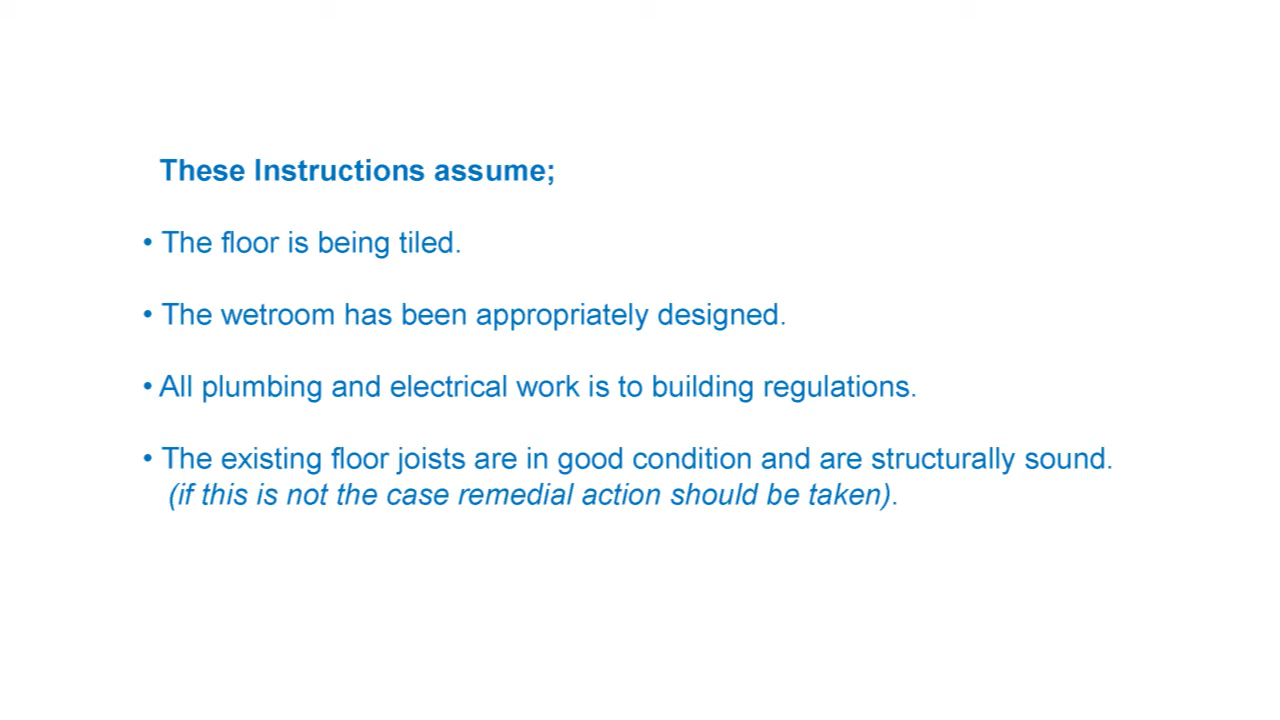 These Instructions assume;
• The floor is being tiled.
• The wetroom has been appropriately designed.
• All plumbing and electrical work is to building regulations.
• The existing floor joists are in good condition and are structurally sound.
(if this is not the case remedial action should be taken).